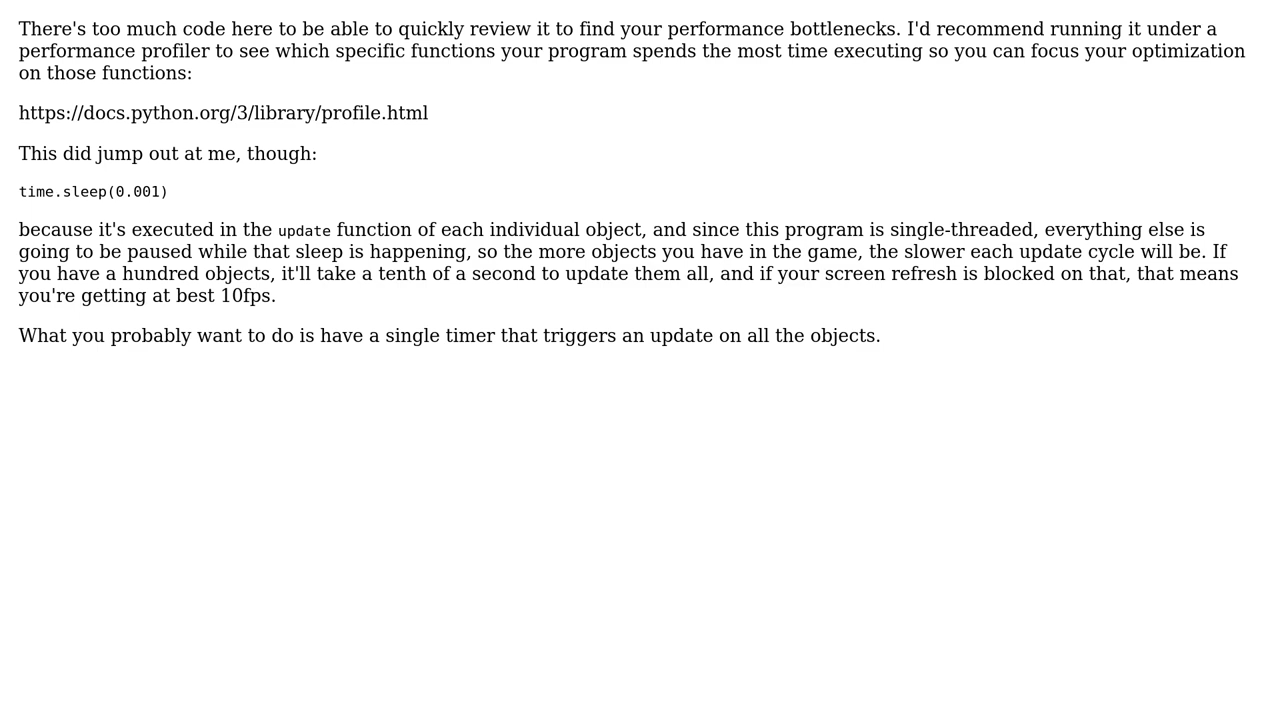 There's too much code here to be able to quickly review it to find your performance bottlenecks. I'd recommend running it under a
performance profiler to see which specific functions your program spends the most time executing so you can focus your optimization
on those functions:
https://docs.python.org/3/library/profile.html
This did jump out at me, though:
time.sleep(0.001)
because it's executed in the update function of each individual object, and since this program is single-threaded, everything else is
going to be paused while that sleep is happening, so the more objects you have in the game, the slower each update cycle will be. If
you have a hundred objects, it'll take a tenth of a second to update them all, and if your screen refresh is blocked on that, that means
you're getting at best 10fps.
What you probably want to do is have a single timer that triggers an update on all the objects.